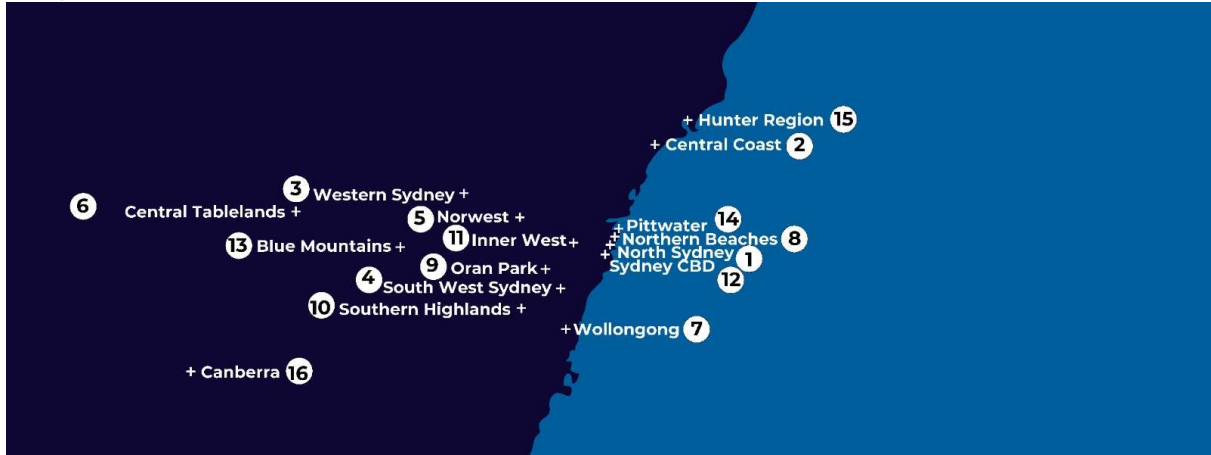 + Hunter Region 15
+ Central Coast 2
3 Western Sydney +
6 Central Tablelands +
5 Norwest +
+ Pittwater 14
11 Inner West +
+ Northern Beaches 8
13 Blue Mountains +
+ North Sydney 1
+ Sydney CBD 12
9 Oran Park +
4 South West Sydney +
10 Southern Highlands +
+ Wollongong 7
+ Canberra 16